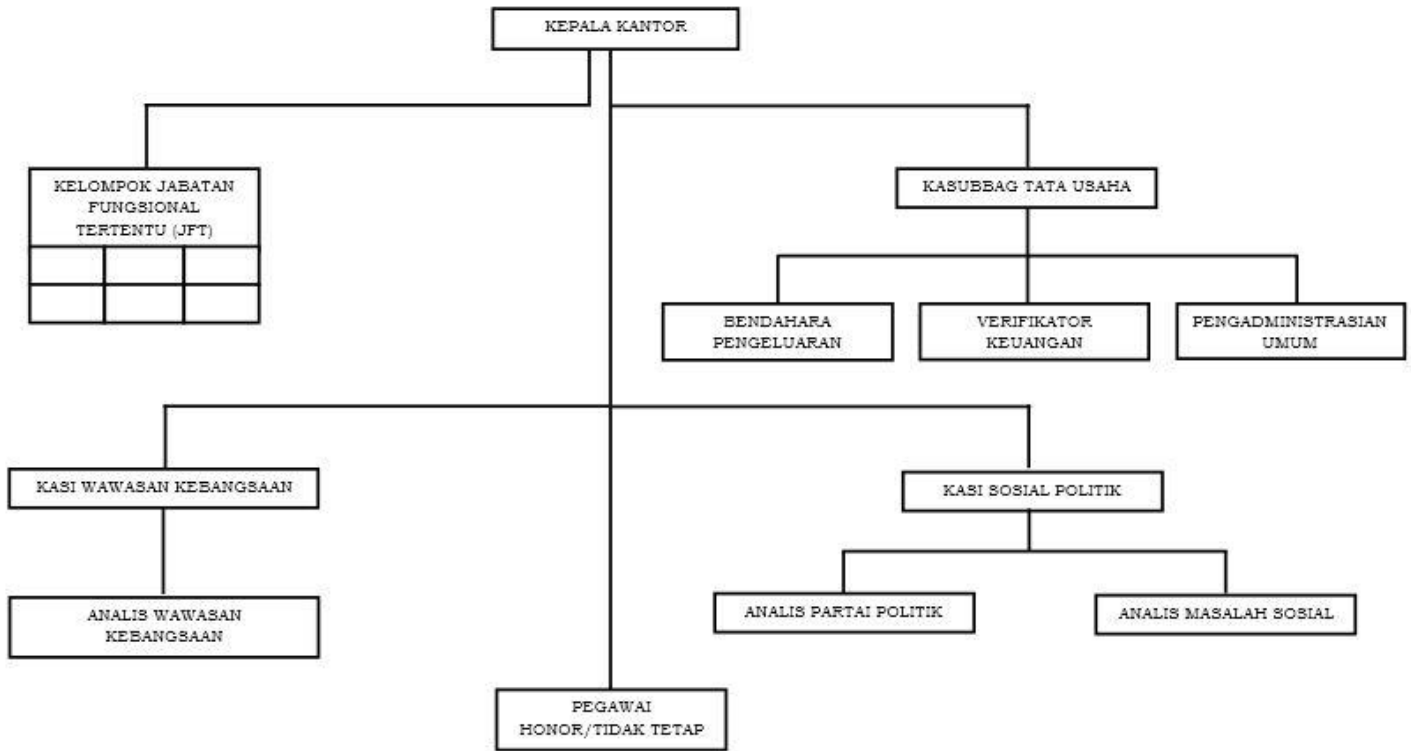 KEPALA KANTOR
KELOMPOK JABATAN
FUNGSIONAL
TERTENTU (JFT)
KASUBBAG TATA USAHA
BENDAHARA
PENGELUARAN
VERIFIKATOR
KEUANGAN
PENGADMINISTRASIAN
UMUM
KASI WAWASAN KEBANGSAAN
KASI SOSIAL POLITIK
ANALIS WAWASAN
KEBANGSAAN
ANALIS PARTAI POLITIK
ANALIS MASALAH SOSIAL
PEGAWAI
HONOR/TIDAK TETAP